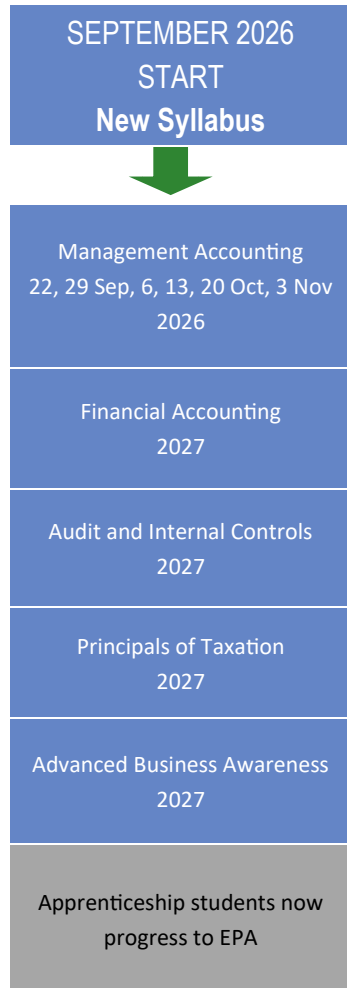 SEPTEMBER 2026
START
New Syllabus
Management Accounting
22, 29 Sep, 6, 13, 20 Oct, 3 Nov
2026
Financial Accounting
2027
Audit and Internal Controls
2027
Principals of Taxation
2027
Advanced Business Awareness
2027
Apprenticeship students now
progress to EPA